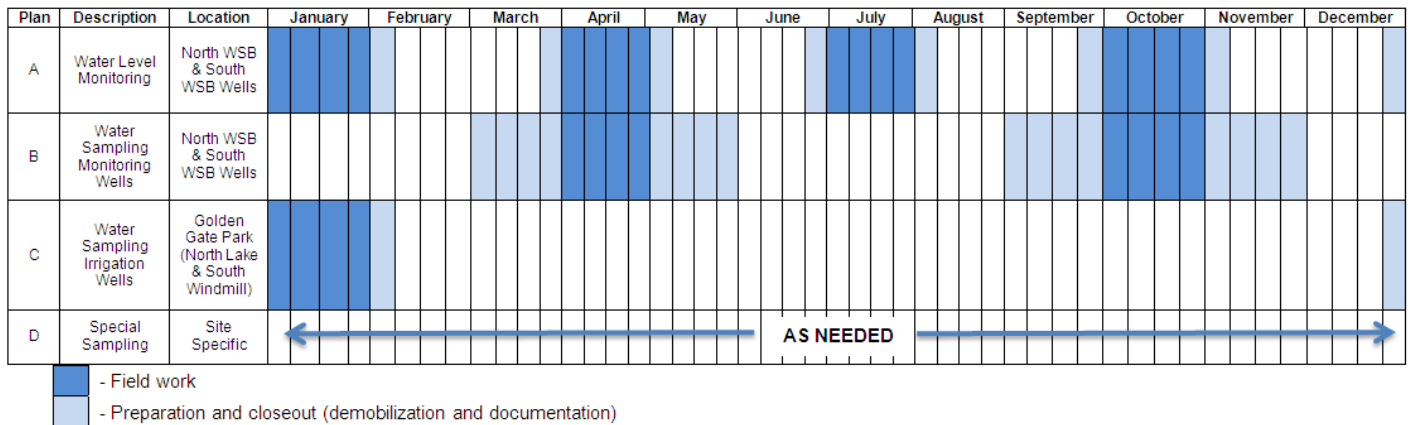 Plan Description Location January February March April May June July August September October November December
A
Water Level
Monitoring
North WSB
& South
WSB Wells
B
Water
Sampling
Monitoring
Wells
North WSB
& South
WSB Wells
C
Water
Sampling
Irrigation
Wells
Golden
Gate Park
(North Lake
& South
Windmill)
D
Special
Sampling
Site
Specific
AS NEEDED
- Field work
- Preparation and closeout (demobilization and documentation)